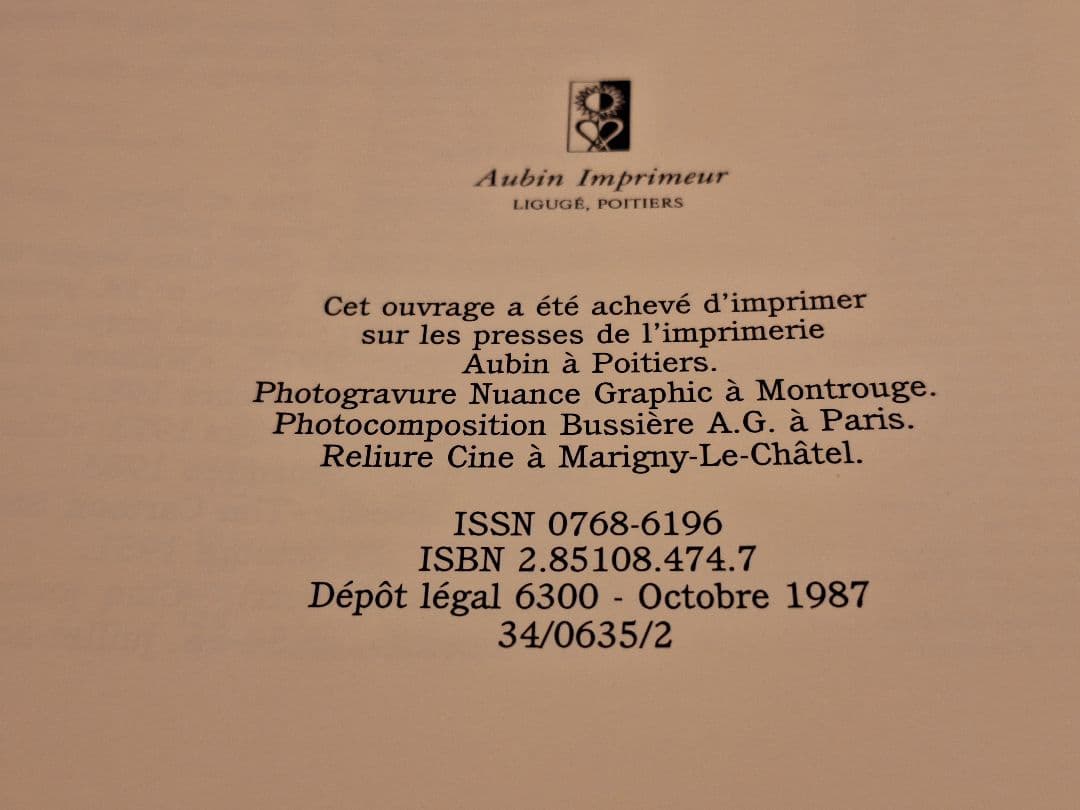 Aubin Imprimeur
LIGUGÉ, POITIERS
Cet ouvrage a été achevé d'imprimer
sur les presses de l'imprimerie
Aubin à Poitiers.
Photogravure Nuance Graphic à Montrouge.
Photocomposition Bussière A.G. à Paris.
Reliure Cine à Marigny-Le-Châtel.
ISSN 0768-6196
ISBN 2.85108.474.7
Dépôt légal 6300 - Octobre 1987
34/0635/2